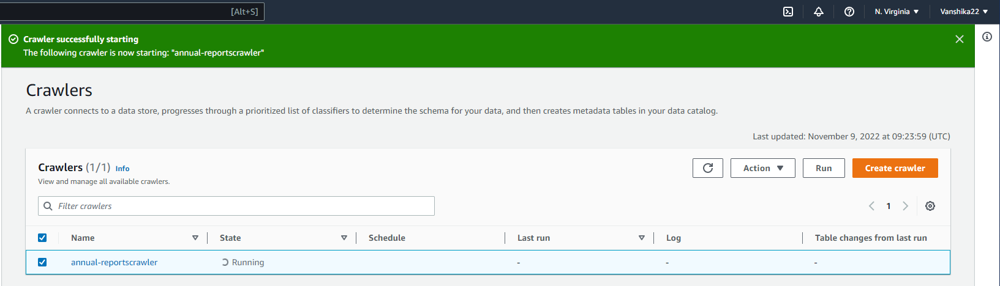 [Alt+S] N. Virginia Vanshika22
Crawler successfully starting
The following crawler is now starting: "annual-reportscrawler"
Crawlers
A crawler connects to a data store, progresses through a prioritized list of classifiers to determine the schema for your data, and then creates metadata tables in your data catalog.
Last updated: November 9, 2022 at 09:23:59 (UTC)
Crawlers (1/1) Info
View and manage all available crawlers.
Action Run Create crawler
Filter crawlers
1
Name State Schedule Last run Log Table changes from last run
annual-reportscrawler Running - - -